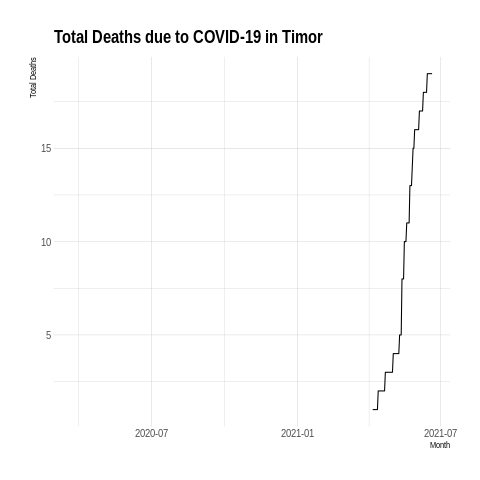 Total Deaths due to COVID-19 in Timor
Total Deaths
15
10
5
2020-07
2021-01
2021-07
Month